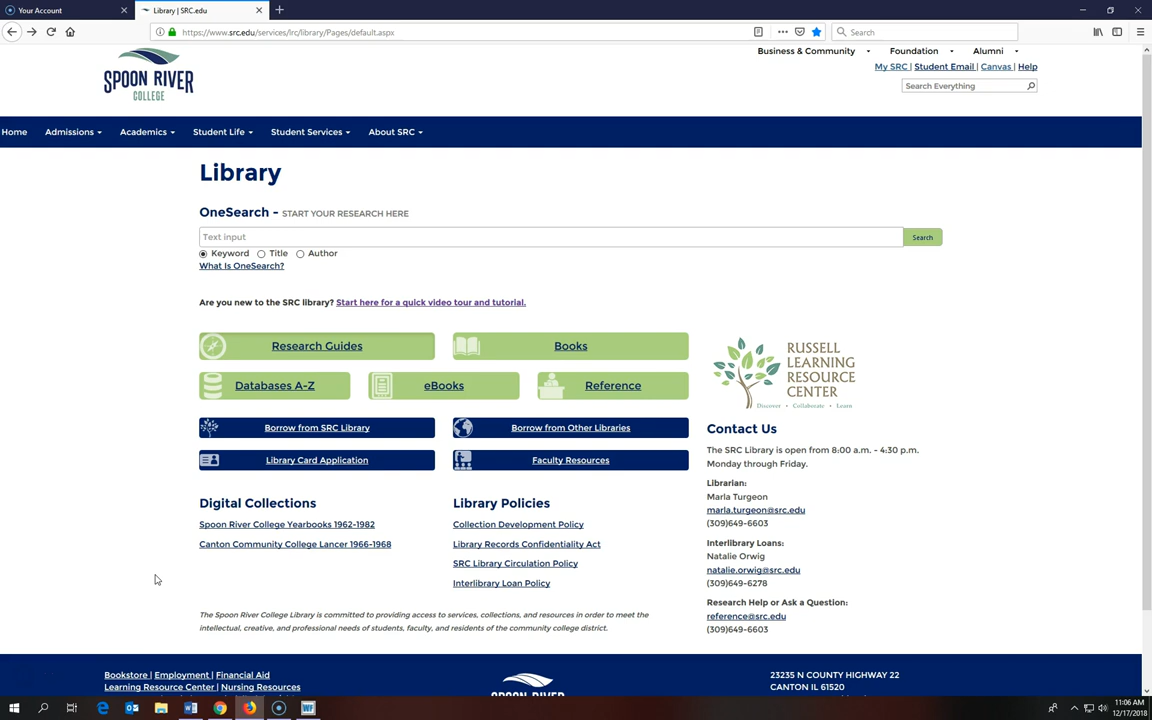 Your Account
Library | SRC.edu
https://www.src.edu/services/lrc/library/Pages/default.aspx
Search
Business & Community
Foundation
Alumni
SPOON RIVER
COLLEGE
My SRC | Student Email | Canvas | Help
Search Everything
Home
Admissions
Academics
Student Life
Student Services
About SRC
Library
OneSearch - START YOUR RESEARCH HERE
Text input
Search
Keyword Title Author
What Is OneSearch?
Are you new to the SRC library? Start here for a quick video tour and tutorial.
Research Guides
Books
Databases A-Z
eBooks
Reference
Borrow from SRC Library
Borrow from Other Libraries
Library Card Application
Faculty Resources
Digital Collections
Spoon River College Yearbooks 1962-1982
Canton Community College Lancer 1966-1968
Library Policies
Collection Development Policy
Library Records Confidentiality Act
SRC Library Circulation Policy
Interlibrary Loan Policy
The Spoon River College Library is committed to providing access to services, collections, and resources in order to meet the
intellectual, creative, and professional needs of students, faculty, and residents of the community college district.
RUSSELL
LEARNING
RESOURCE
CENTER
Discover • Collaborate • Learn
Contact Us
The SRC Library is open from 8:00 a.m. - 4:30 p.m.
Monday through Friday.
Librarian:
Marla Turgeon
marla.turgeon@src.edu
(309)649-6603
Interlibrary Loans:
Natalie Orwig
natalie.orwig@src.edu
(309)649-6278
Research Help or Ask a Question:
reference@src.edu
(309)649-6603
Bookstore | Employment | Financial Aid
Learning Resource Center | Nursing Resources
SPOON RIVER
23235 N COUNTY HIGHWAY 22
CANTON IL 61520
11:06 AM
12/17/2018